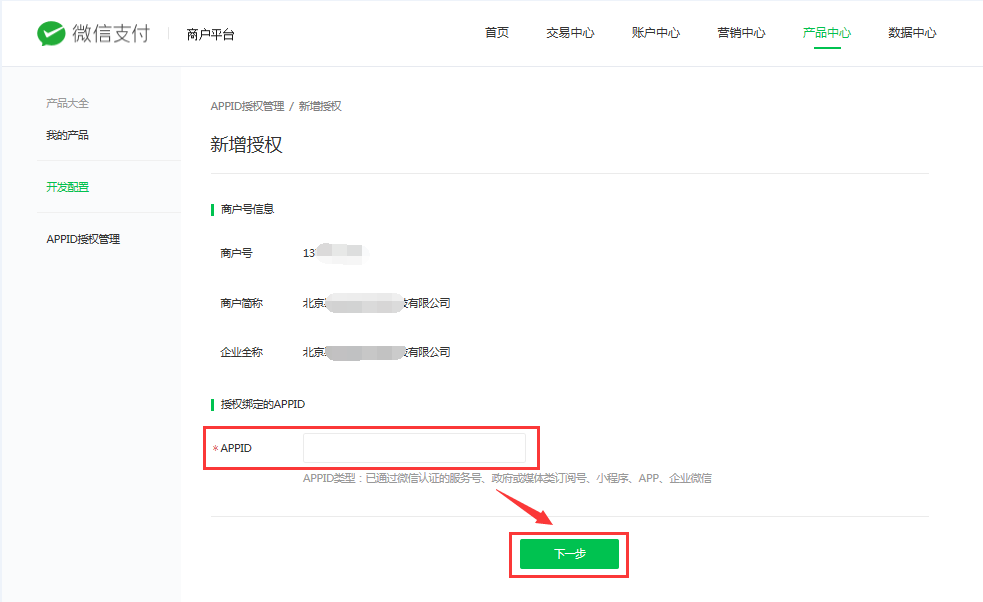 微信支付 商户平台 首页 交易中心 账户中心 营销中心 产品中心 数据中心
产品大全
我的产品
开发配置
APPID授权管理
APPID授权管理 / 新增授权
新增授权
商户号信息
商户号 13
商户简称 北京 有限公司
企业全称 北京 有限公司
授权绑定的APPID
*APPID
APPID类型：已通过微信认证的服务号、政府或媒体类订阅号、小程序、APP、企业微信
下一步